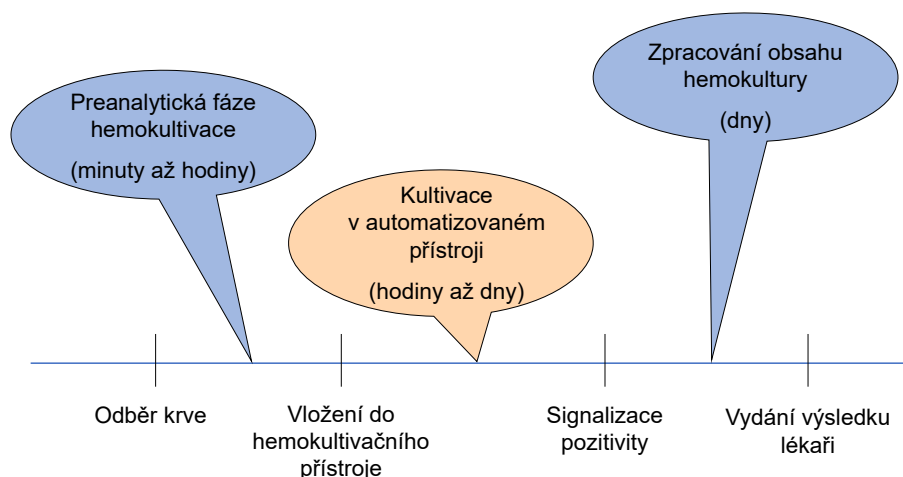 Zpracování obsahu
hemokultury
(dny)
Preanalytická fáze
hemokultivace
(minuty až hodiny)
Kultivace
v automatizovaném
přístroji
(hodiny až dny)
Odběr krve
Vložení do
hemokultivačního
přístroje
Signalizace
pozitivity
Vydání výsledku
lékaři